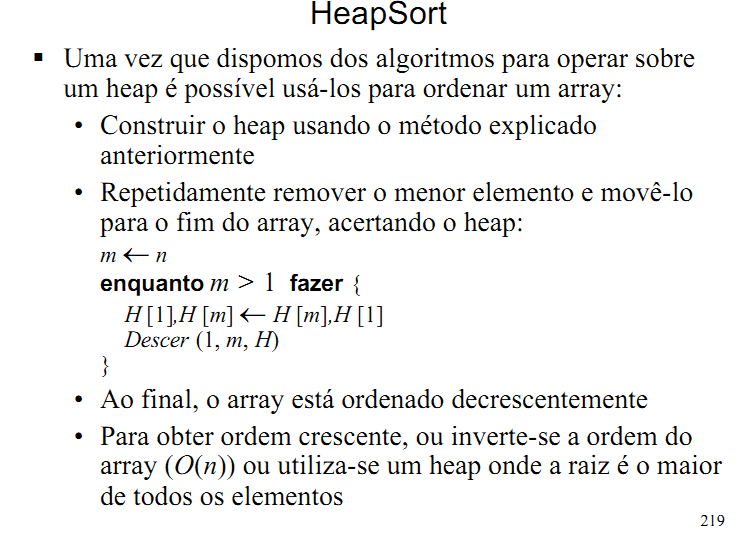 HeapSort
▪ Uma vez que dispomos dos algoritmos para operar sobre
um heap é possível usá-los para ordenar um array:
• Construir o heap usando o método explicado
anteriormente
• Repetidamente remover o menor elemento e movê-lo
para o fim do array, acertando o heap:
m ← n
enquanto m > 1 fazer {
H [1],H [m] ← H [m],H [1]
Descer (1, m, H)
}
• Ao final, o array está ordenado decrescentemente
• Para obter ordem crescente, ou inverte-se a ordem do
array (O(n)) ou utiliza-se um heap onde a raiz é o maior
de todos os elementos
219